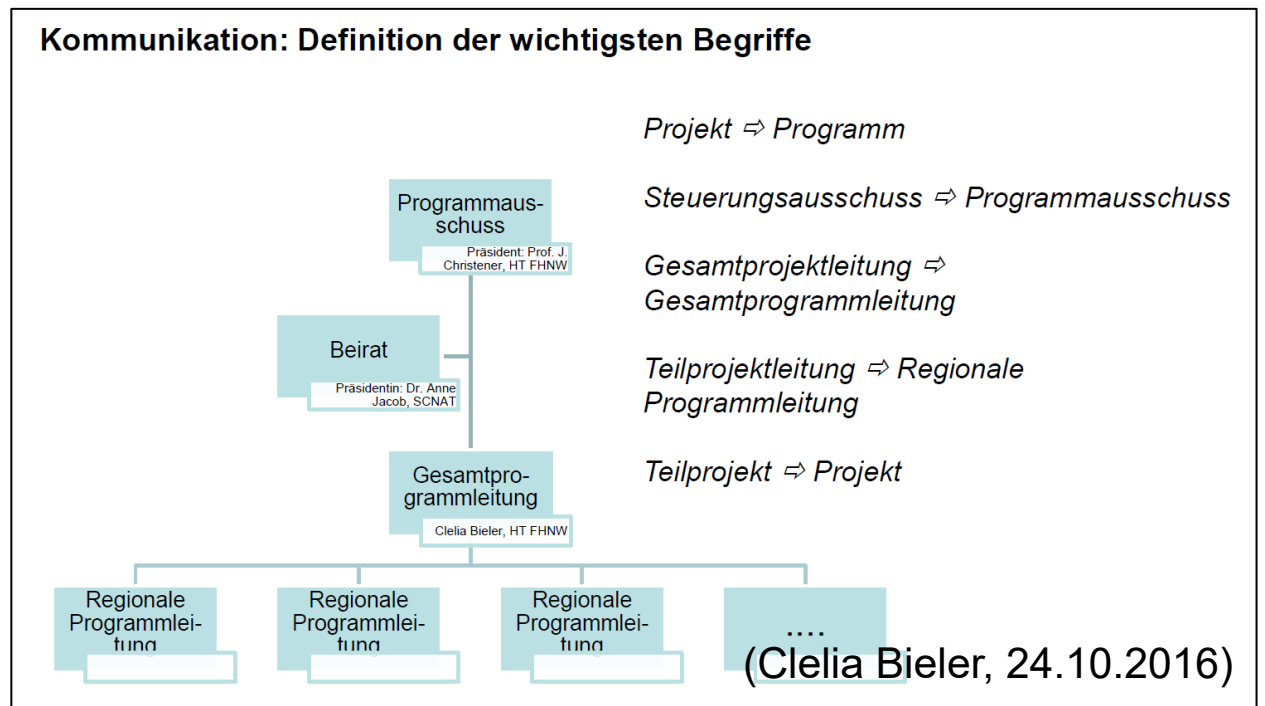 Kommunikation: Definition der wichtigsten Begriffe
Projekt ⇨ Programm
Steuerungsausschuss ⇨ Programmausschuss
Gesamtprojektleitung ⇨
Gesamtprogrammleitung
Teilprojektleitung ⇨ Regionale
Programmleitung
Teilprojekt ⇨ Projekt
Programmaus-
schuss
Präsident: Prof. J.
Christener, HT FHNW
Beirat
Präsidentin: Dr. Anne
Jacob, SCNAT
Gesamtpro-
grammleitung
Clelia Bieler, HT FHNW
Regionale
Programmlei-
tung
Regionale
Programmlei-
tung
Regionale
Programmlei-
tung
....
(Clelia Bieler, 24.10.2016)